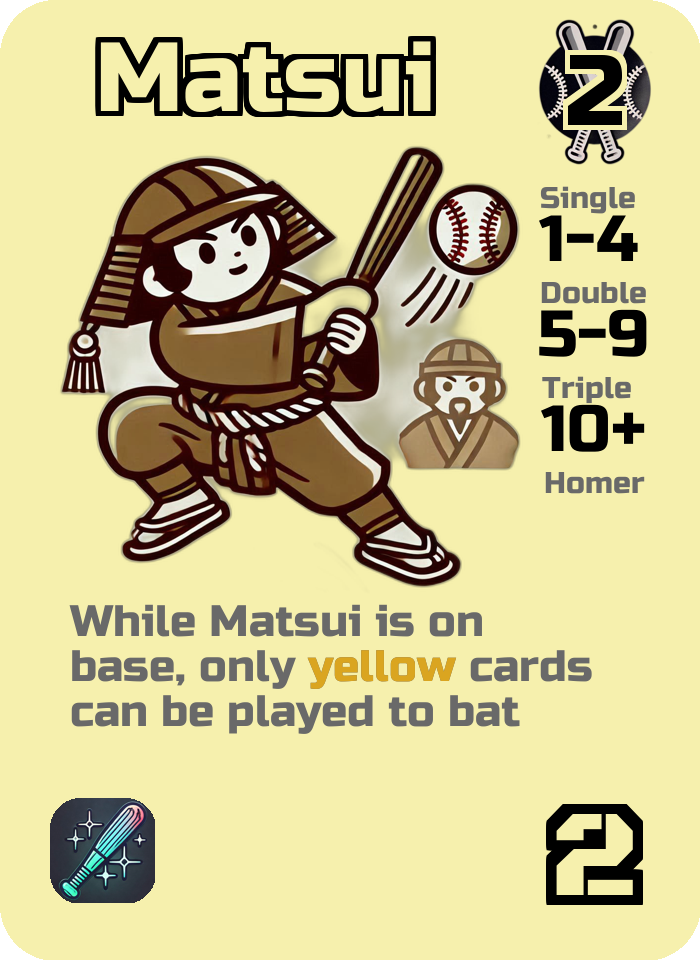 Matsui
2
Single
1-4
Double
5-9
Triple
10+
Homer
While Matsui is on
base, only yellow cards
can be played to bat
2